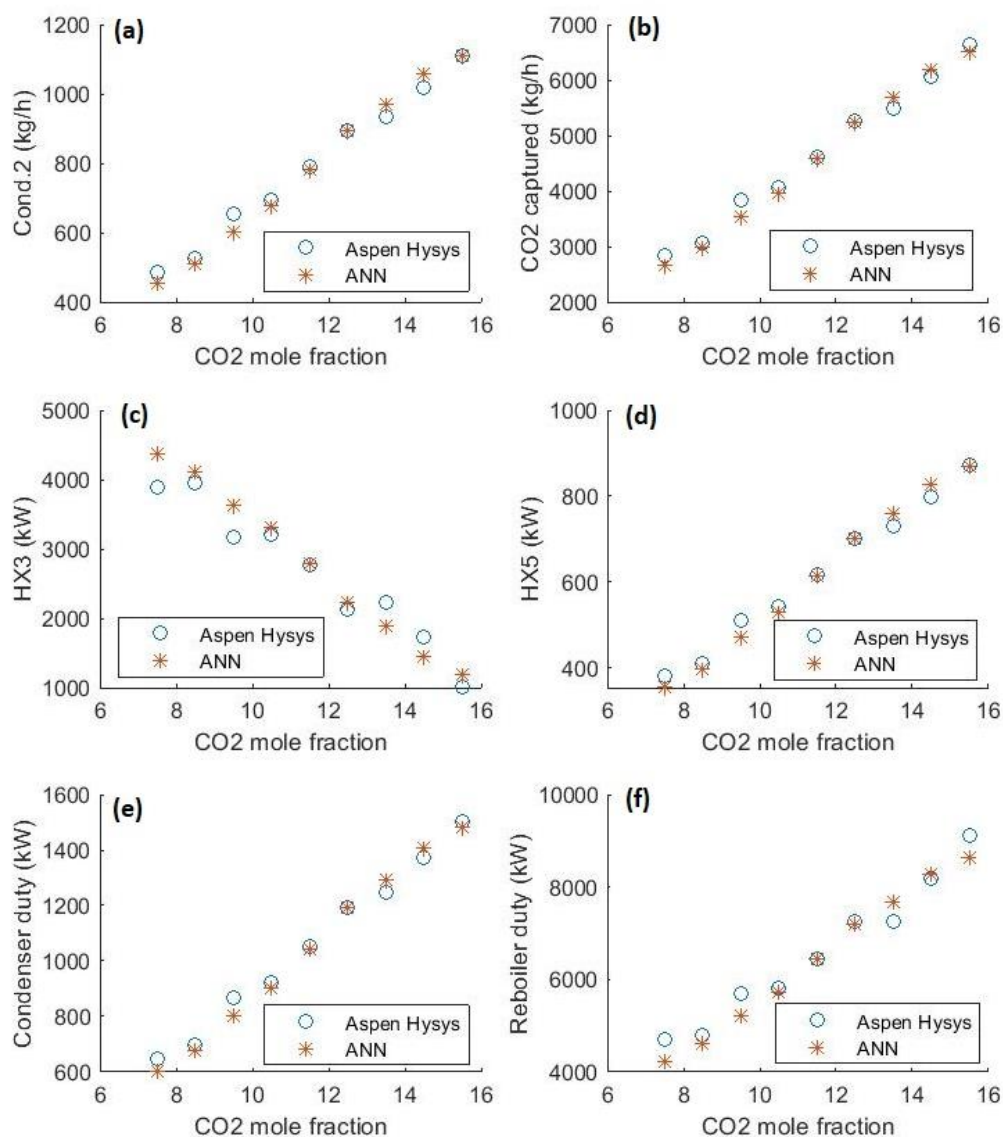 (a)
1200
1000
800
600
400
Cond.2 (kg/h)
Aspen Hysys
ANN
6 8 10 12 14 16
CO2 mole fraction
(b)
7000
6000
5000
4000
3000
2000
CO2 captured (kg/h)
Aspen Hysys
ANN
6 8 10 12 14 16
CO2 mole fraction
(c)
5000
4000
3000
2000
1000
HX3 (kW)
Aspen Hysys
ANN
6 8 10 12 14 16
CO2 mole fraction
(d)
1000
800
600
400
HX5 (kW)
Aspen Hysys
ANN
6 8 10 12 14 16
CO2 mole fraction
(e)
1600
1400
1200
1000
800
600
Condenser duty (kW)
Aspen Hysys
ANN
6 8 10 12 14 16
CO2 mole fraction
(f)
10000
8000
6000
4000
Reboiler duty (kW)
Aspen Hysys
ANN
6 8 10 12 14 16
CO2 mole fraction